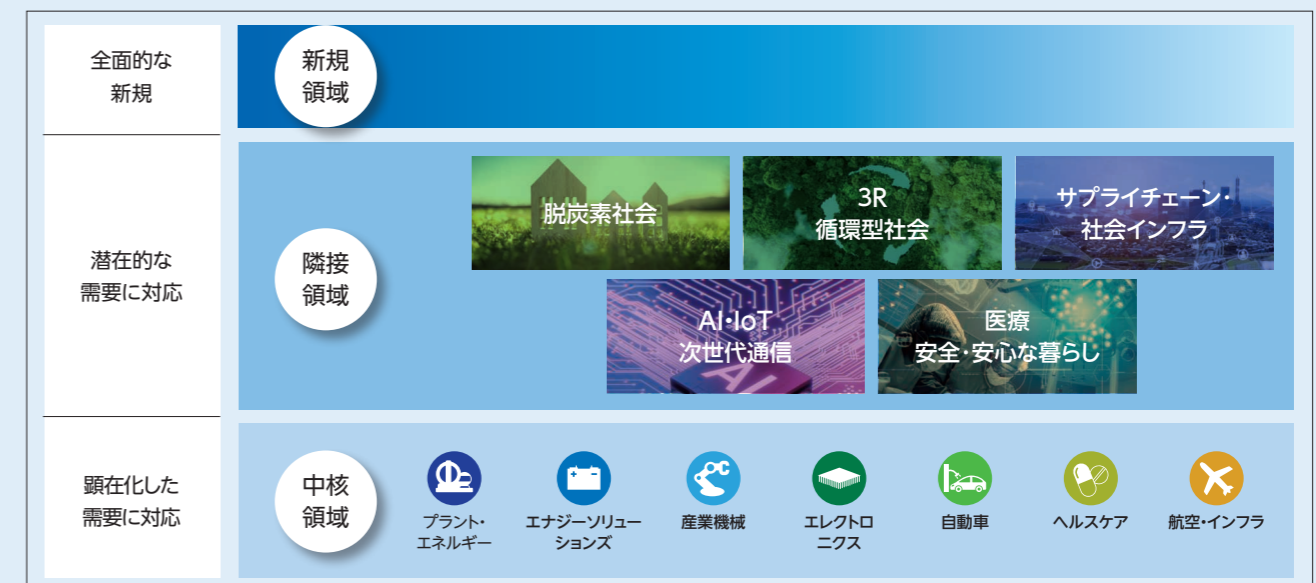 全面的な
新規
新規
領域
潜在的な
需要に対応
隣接
領域
脱炭素社会
3R
循環型社会
サプライチェーン・
社会インフラ
AI・IoT
次世代通信
AI
医療
安全・安心な暮らし
顕在化した
需要に対応
中核
領域
プラント・
エネルギー
エナジーソリュー
ションズ
産業機械
エレクトロ
ニクス
自動車
ヘルスケア
航空・インフラ